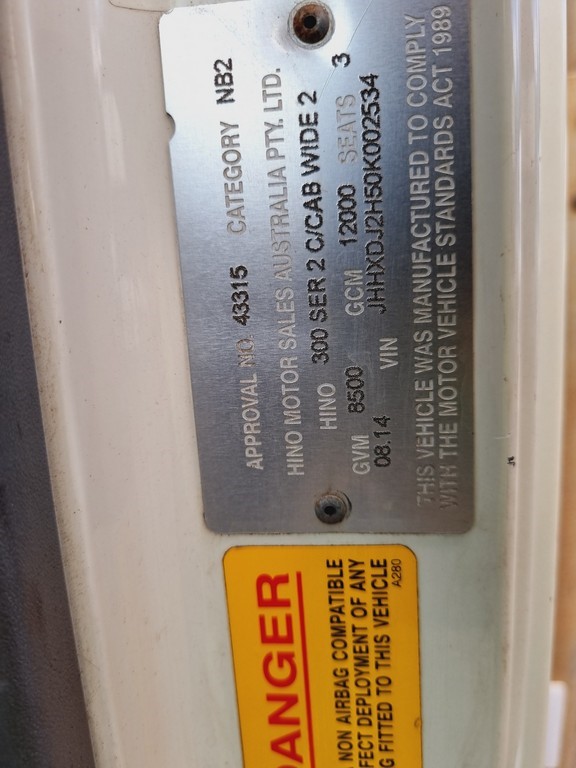 APPROVAL NO. 43315 CATEGORY NB2
HINO MOTOR SALES AUSTRALIA PTY. LTD.
HINO 300 SER 2 C/CAB WIDE 2
GVM 8500 GCM 12000 SEATS 3
08.14 VIN JHHXDJ2H50K002534
THIS VEHICLE WAS MANUFACTURED TO COMPLY
WITH THE MOTOR VEHICLE STANDARDS ACT 1989
ANGER
NON AIRBAG COMPATIBLE
FECT DEPLOYMENT OF ANY
G FITTED TO THIS VEHICLE
A280